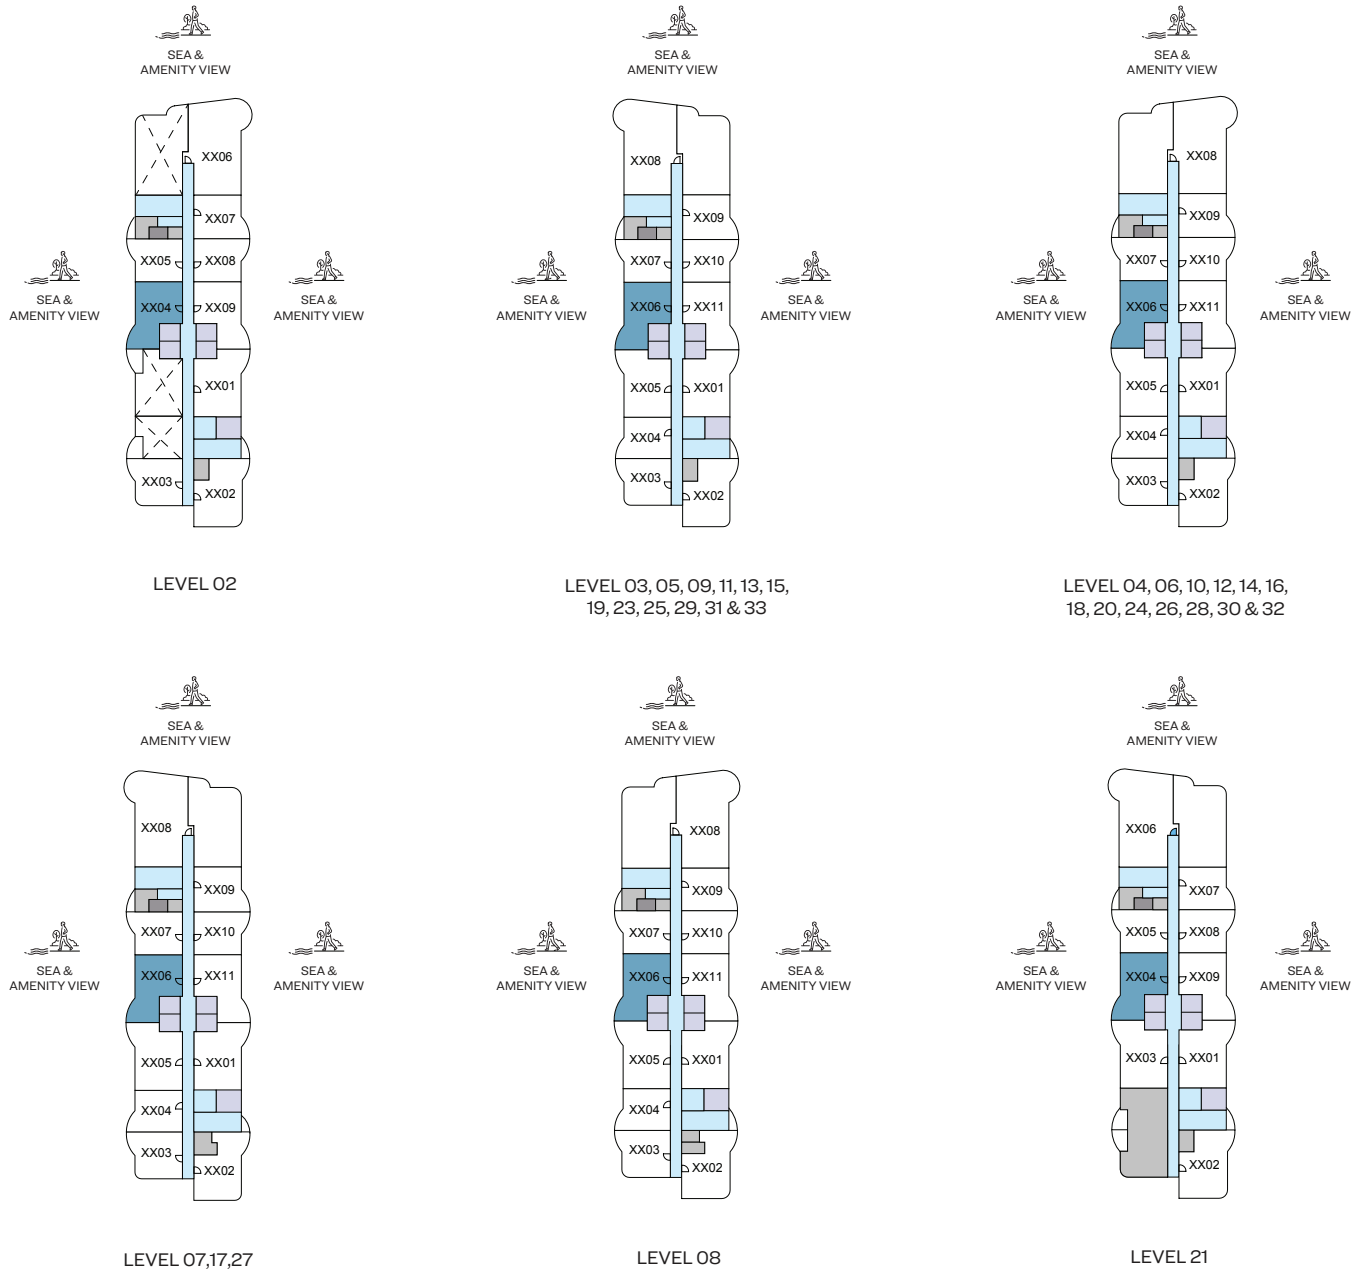 SEA &
AMENITY VIEW
SEA &
AMENITY VIEW
SEA &
AMENITY VIEW
XX06
XX07
XX05
XX08
XX04
XX09
XX01
XX03
XX02
SEA &
AMENITY VIEW
SEA &
AMENITY VIEW
LEVEL 02
XX08
XX09
XX07
XX10
XX06
XX11
XX05
XX01
XX04
XX03
XX02
SEA &
AMENITY VIEW
SEA &
AMENITY VIEW
LEVEL 03, 05, 09, 11, 13, 15,
19, 23, 25, 29, 31 & 33
XX08
XX09
XX07
XX10
XX06
XX11
XX05
XX01
XX04
XX03
XX02
SEA &
AMENITY VIEW
SEA &
AMENITY VIEW
LEVEL 04, 06, 10, 12, 14, 16,
18, 20, 24, 26, 28, 30 & 32
SEA &
AMENITY VIEW
SEA &
AMENITY VIEW
SEA &
AMENITY VIEW
XX08
XX09
XX07
XX10
XX06
XX11
XX05
XX01
XX04
XX03
XX02
SEA &
AMENITY VIEW
SEA &
AMENITY VIEW
LEVEL 07,17,27
XX08
XX09
XX07
XX10
XX06
XX11
XX05
XX01
XX04
XX03
XX02
SEA &
AMENITY VIEW
SEA &
AMENITY VIEW
LEVEL 08
XX06
XX07
XX05
XX08
XX04
XX09
XX03
XX01
XX02
SEA &
AMENITY VIEW
SEA &
AMENITY VIEW
LEVEL 21